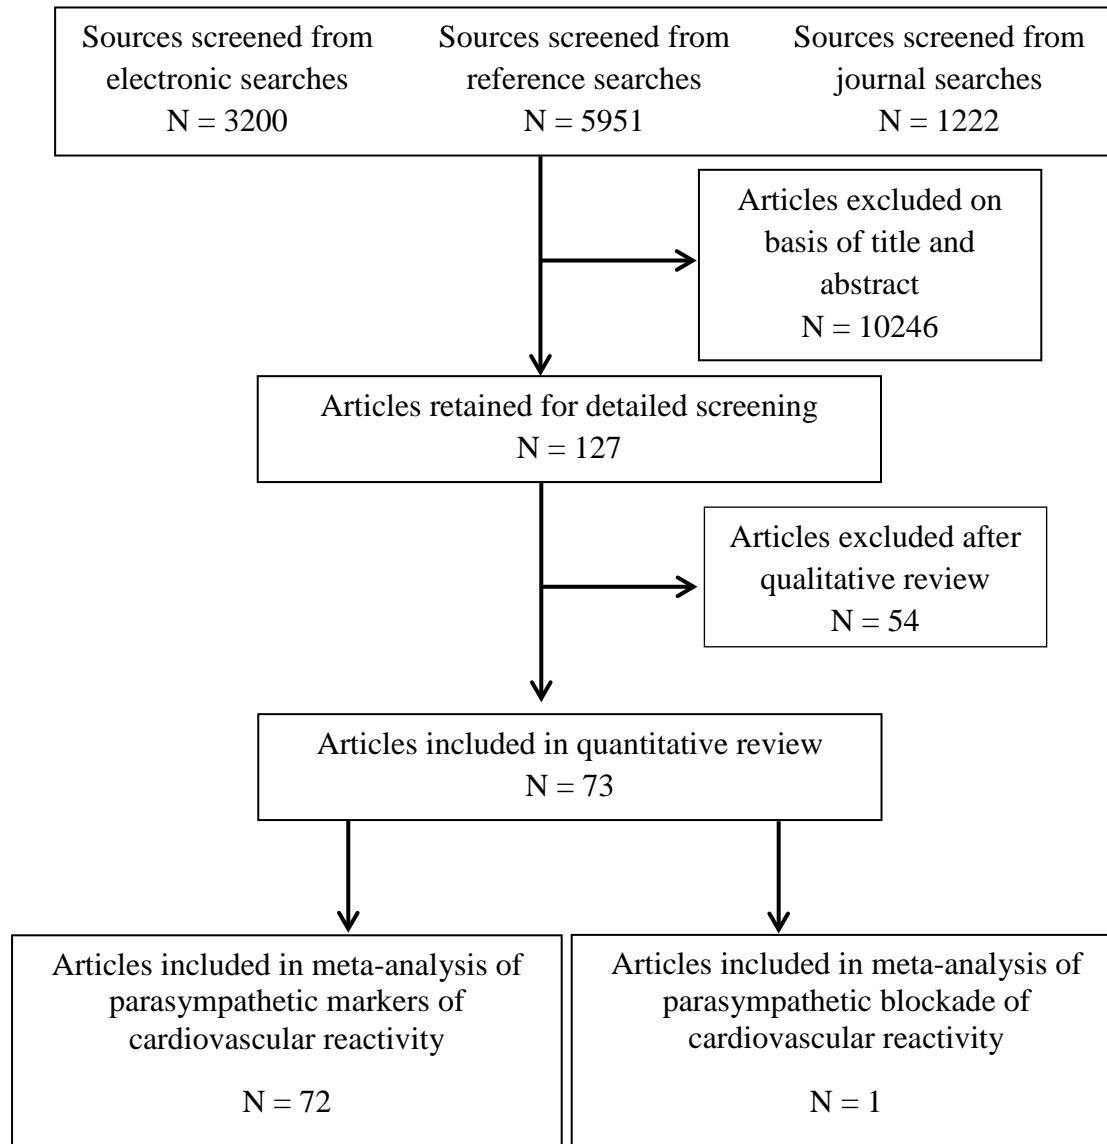 Sources screened from
electronic searches
N = 3200
Sources screened from
reference searches
N = 5951
Sources screened from
journal searches
N = 1222
Articles excluded on
basis of title and
abstract
N = 10246
Articles retained for detailed screening
N = 127
Articles excluded after
qualitative review
N = 54
Articles included in quantitative review
N = 73
Articles included in meta-analysis of
parasympathetic markers of
cardiovascular reactivity
N = 72
Articles included in meta-analysis of
parasympathetic blockade of
cardiovascular reactivity
N = 1